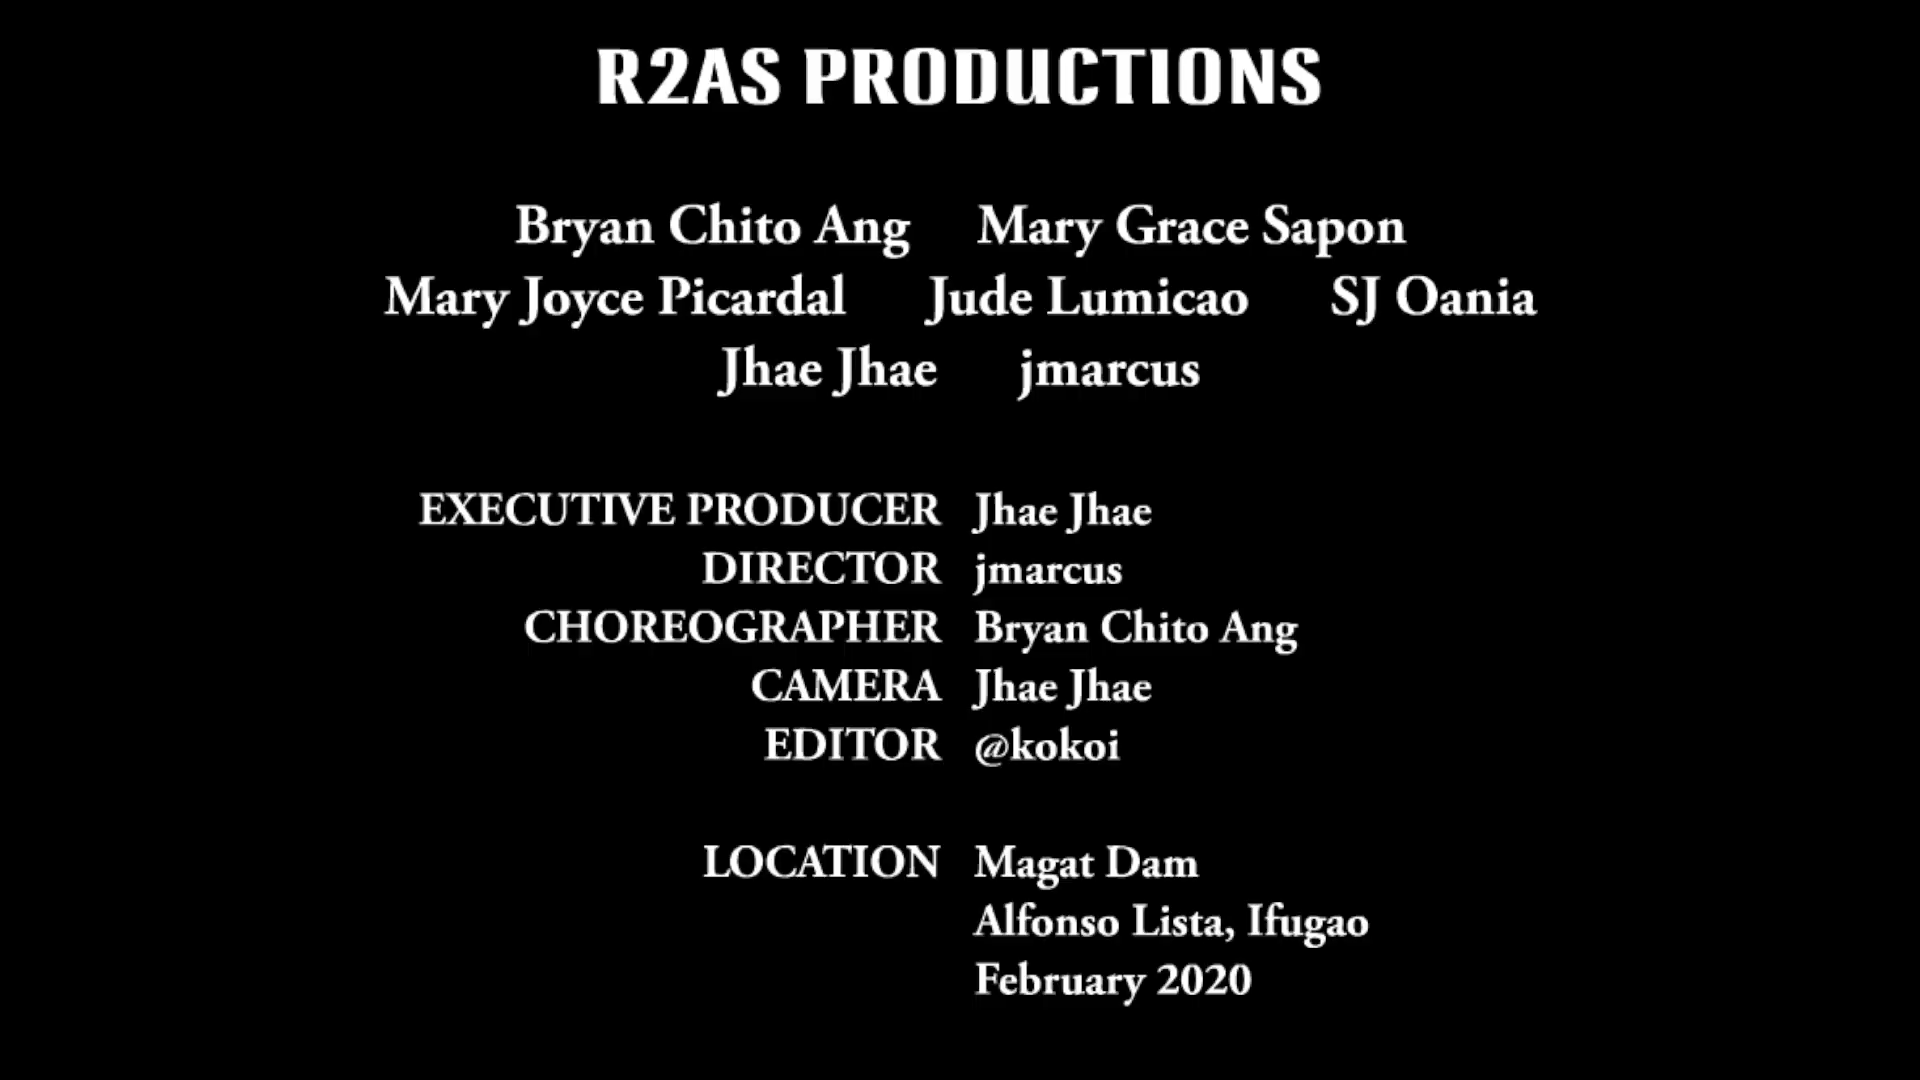 R2AS PRODUCTIONS
Bryan Chito Ang Mary Grace Sapon
Mary Joyce Picardal Jude Lumicao SJ Oania
Jhae Jhae jmarcus
EXECUTIVE PRODUCER Jhae Jhae
DIRECTOR jmarcus
CHOREOGRAPHER Bryan Chito Ang
CAMERA Jhae Jhae
EDITOR @kokoi
LOCATION Magat Dam
Alfonso Lista, Ifugao
February 2020